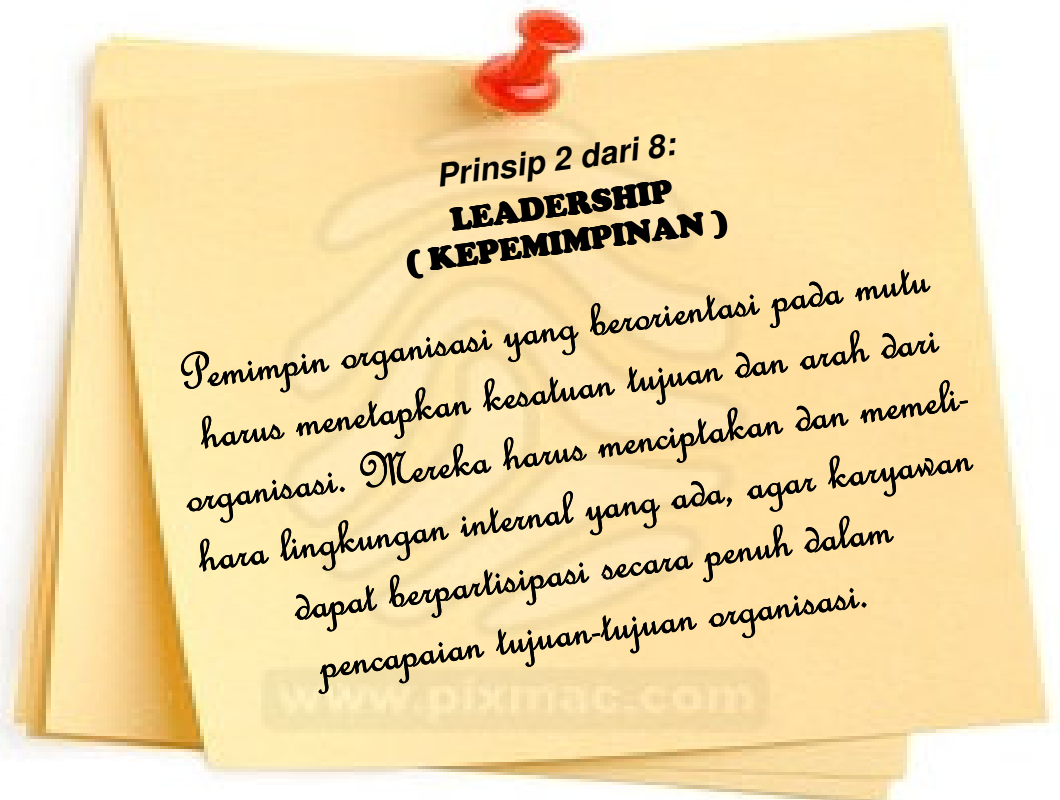 Prinsip 2 dari 8:
LEADERSHIP
( KEPEMIMPINAN )
Pemimpin organisasi yang berorientasi pada mutu
harus menetapkan kesatuan tujuan dan arah dari
organisasi. Mereka harus menciptakan dan memeli-
hara lingkungan internal yang ada, agar karyawan
dapat berpartisipasi secara penuh dalam
pencapaian tujuan-tujuan organisasi.
www.pixmac.com